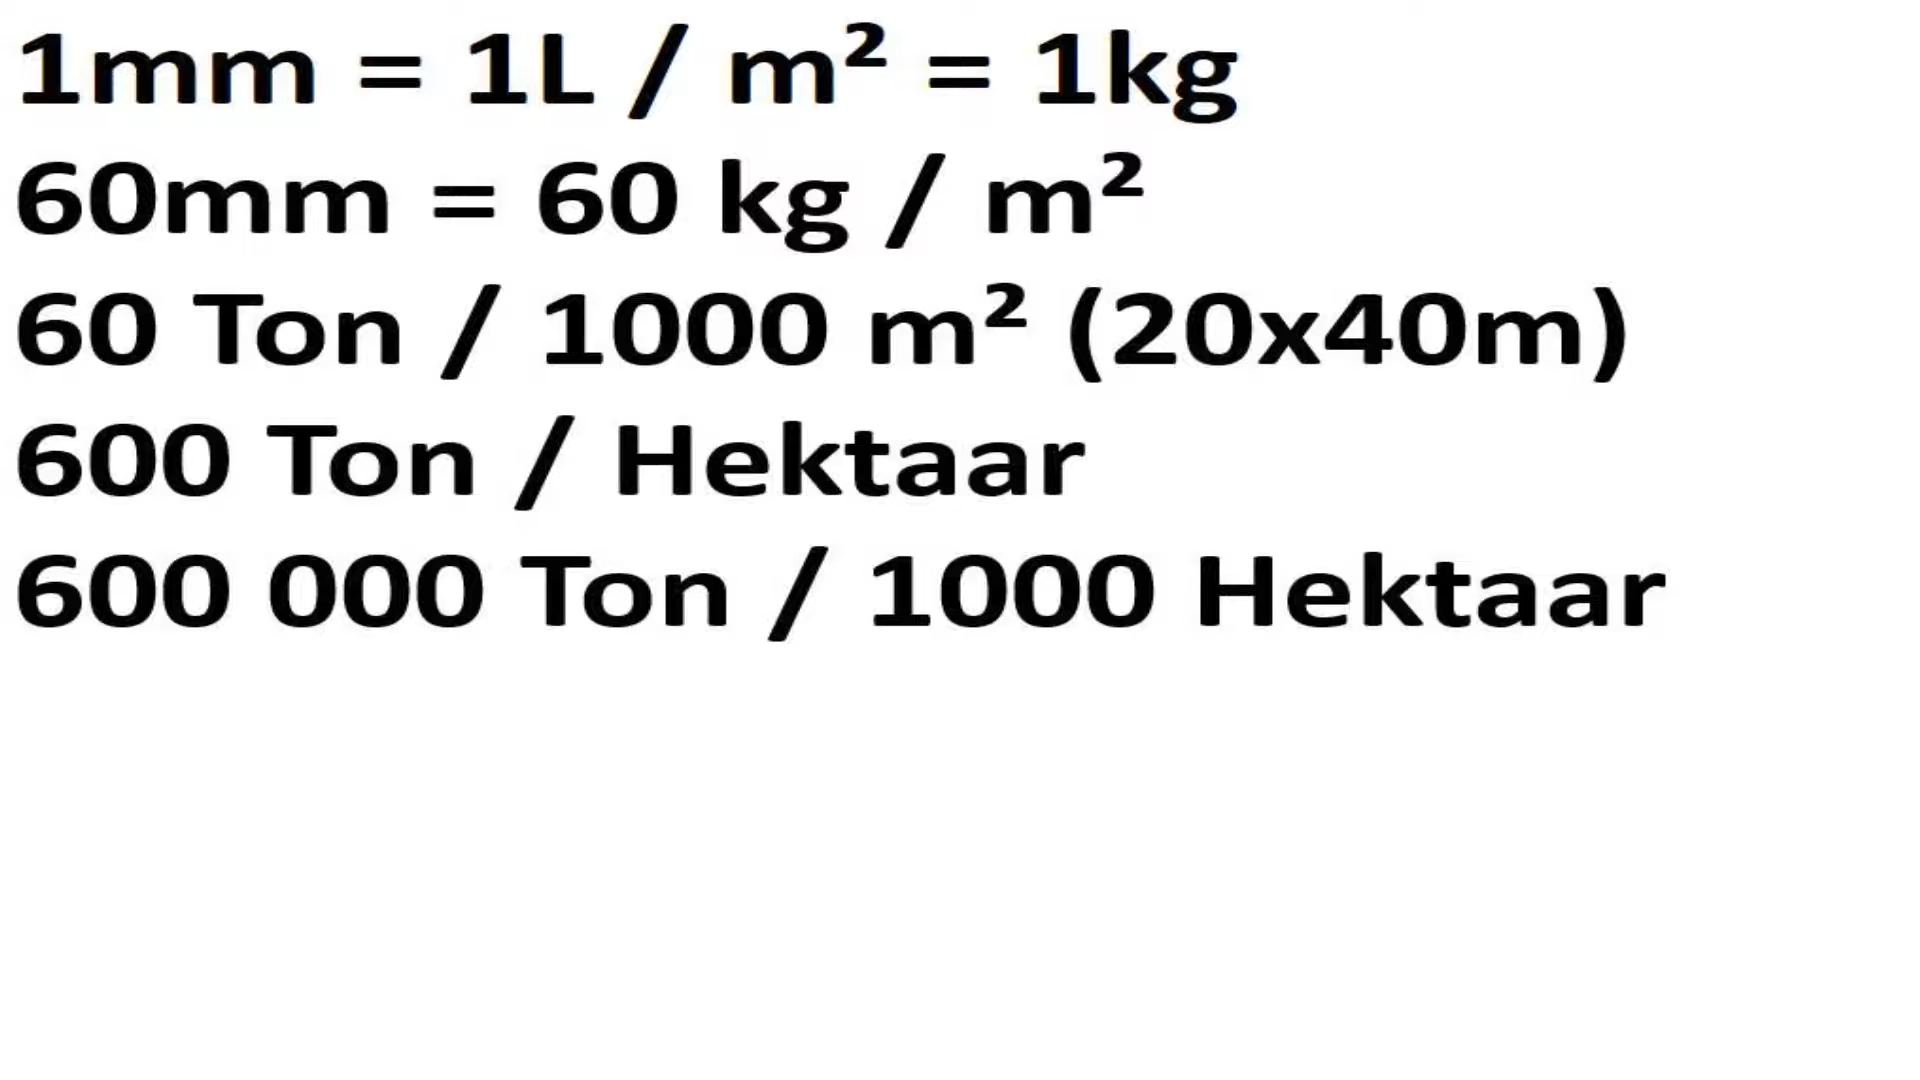 1mm = 1L / m² = 1kg
60mm = 60 kg / m²
60 Ton / 1000 m² (20x40m)
600 Ton / Hektaar
600 000 Ton / 1000 Hektaar